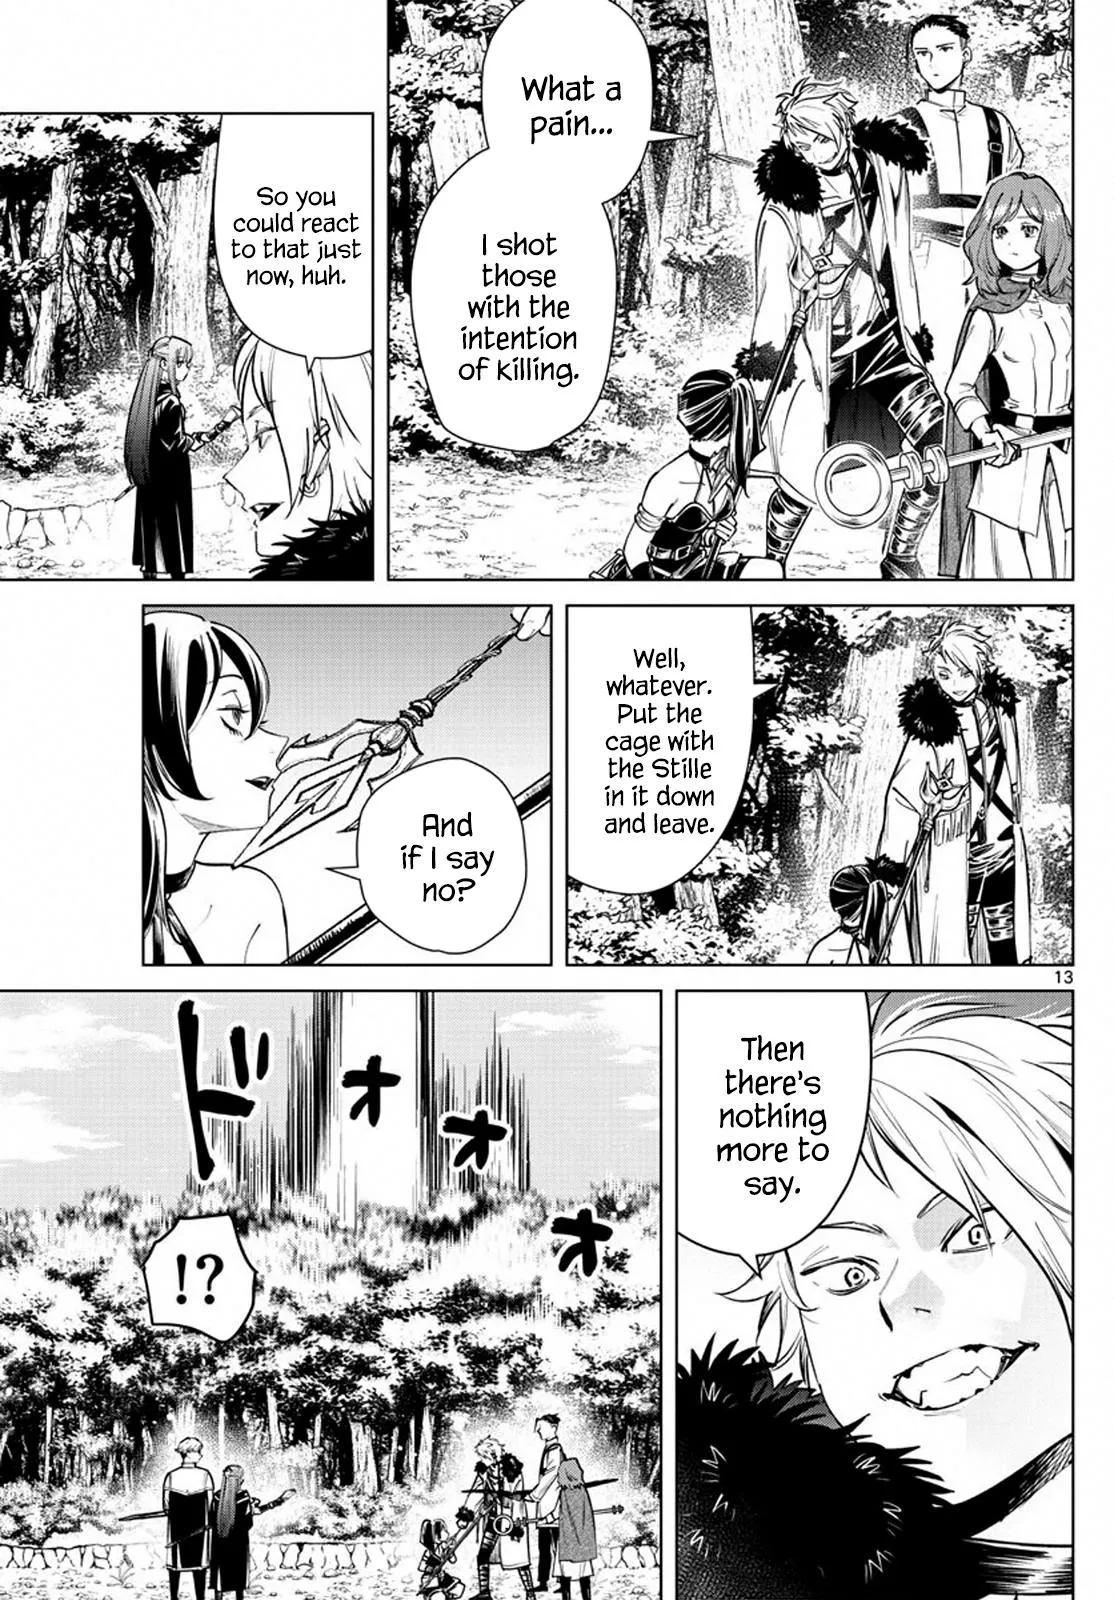 What a
pain...
I shot
those
with the
intention
of killing.
So you
could react
to that just
now, huh.
Well,
whatever.
Put the
cage with
the Stille
in it down
and leave.
And
if I say
no?
13
Then
there's
nothing
more to
say.
ドォォォ
!?